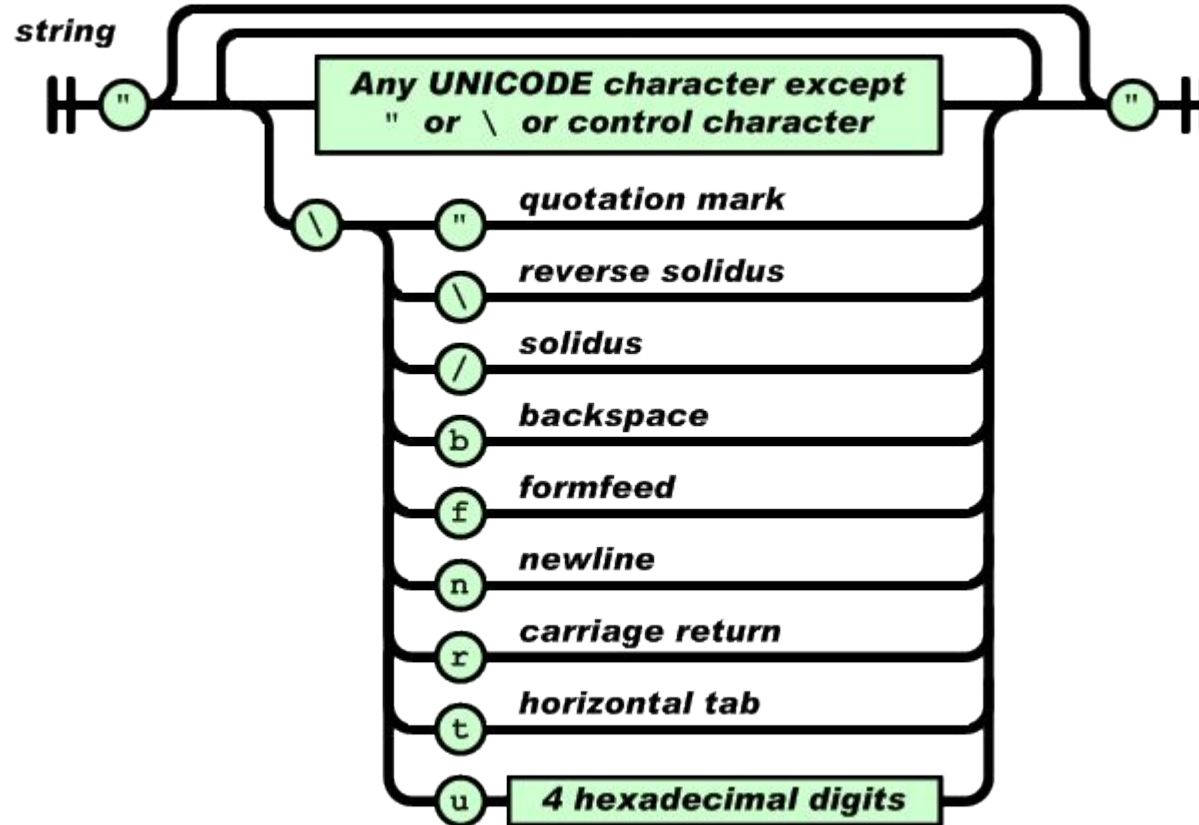 string
"
Any UNICODE character except
" or \ or control character
"
\
" quotation mark
\ reverse solidus
/ solidus
b backspace
f formfeed
n newline
r carriage return
t horizontal tab
u 4 hexadecimal digits